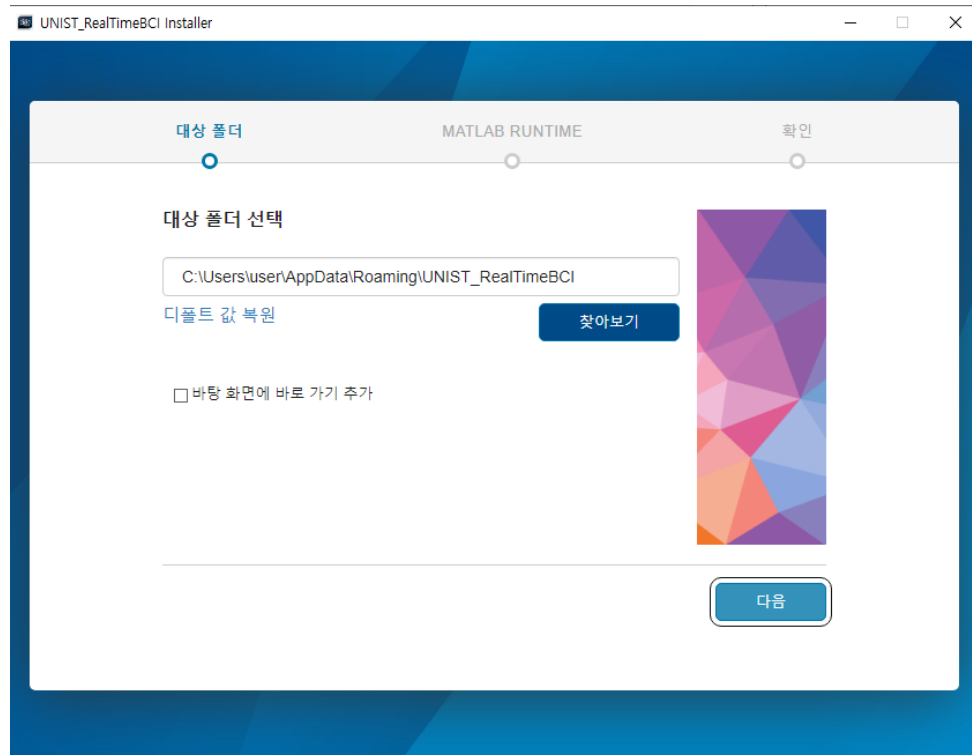 UNIST_RealTimeBCI Installer
대상 폴더 MATLAB RUNTIME 확인
대상 폴더 선택
C:\Users\user\AppData\Roaming\UNIST_RealTimeBCI
디폴트 값 복원 찾아보기
바탕 화면에 바로 가기 추가
다음